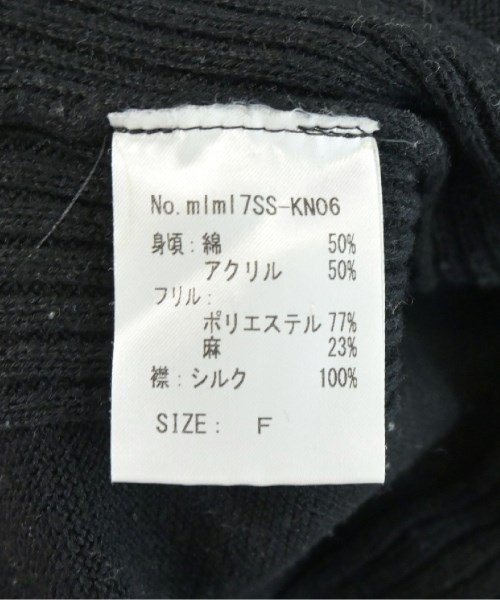 No.mlml7SS-KN06
身頃：綿 50%
アクリル 50%
フリル：
ポリエステル 77%
麻 23%
襟：シルク 100%
SIZE： F